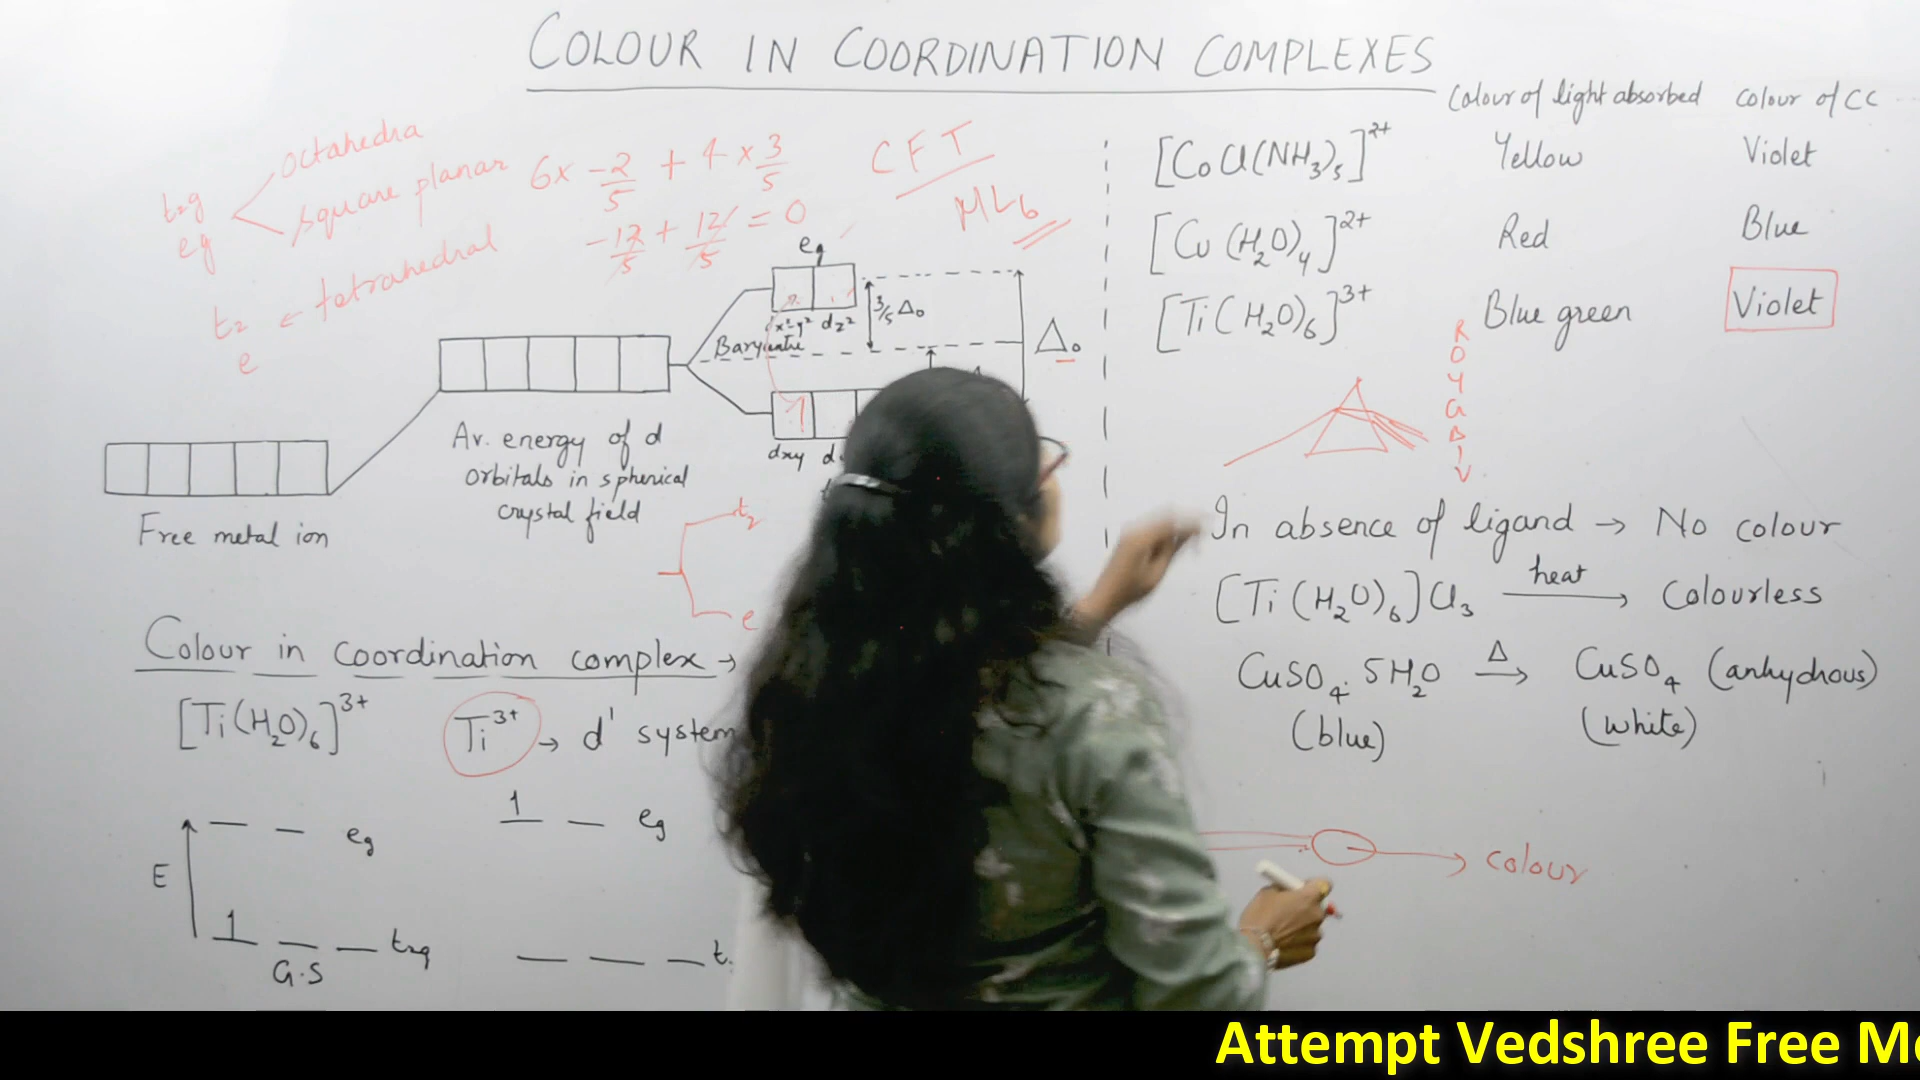 COLOUR IN COORDINATION COMPLEXES
Colour of light absorbed   Colour of CC
[CoCl(NH3)5]2+   Yellow   Violet
[Cu(H2O)4]2+   Red   Blue
[Ti(H2O)6]3+   Blue green   Violet
t2g
eg
octahedra
square planar
t2
e
← tetrahedral
6x -2/5 + 4 x 3/5
-12/5 + 12/5 = 0
CFT
ML6
eg
dx²-y² dz²
3/5 Δo
Barycentre
Δo
dxy
Av. energy of d
orbitals in spherical
crystal field
Free metal ion
t2
e
R
O
Y
G
B
I
V
In absence of ligand → No colour
[Ti(H2O)6]Cl3 heat → Colourless
CuSO4.5H2O Δ → CuSO4 (anhydrous)
(blue)   (white)
colour
Colour in coordination complex →
[Ti(H2O)6]3+   Ti3+ → d1 system
E
eg
1 eg
1 t2g
G.S
Attempt Vedshree Free